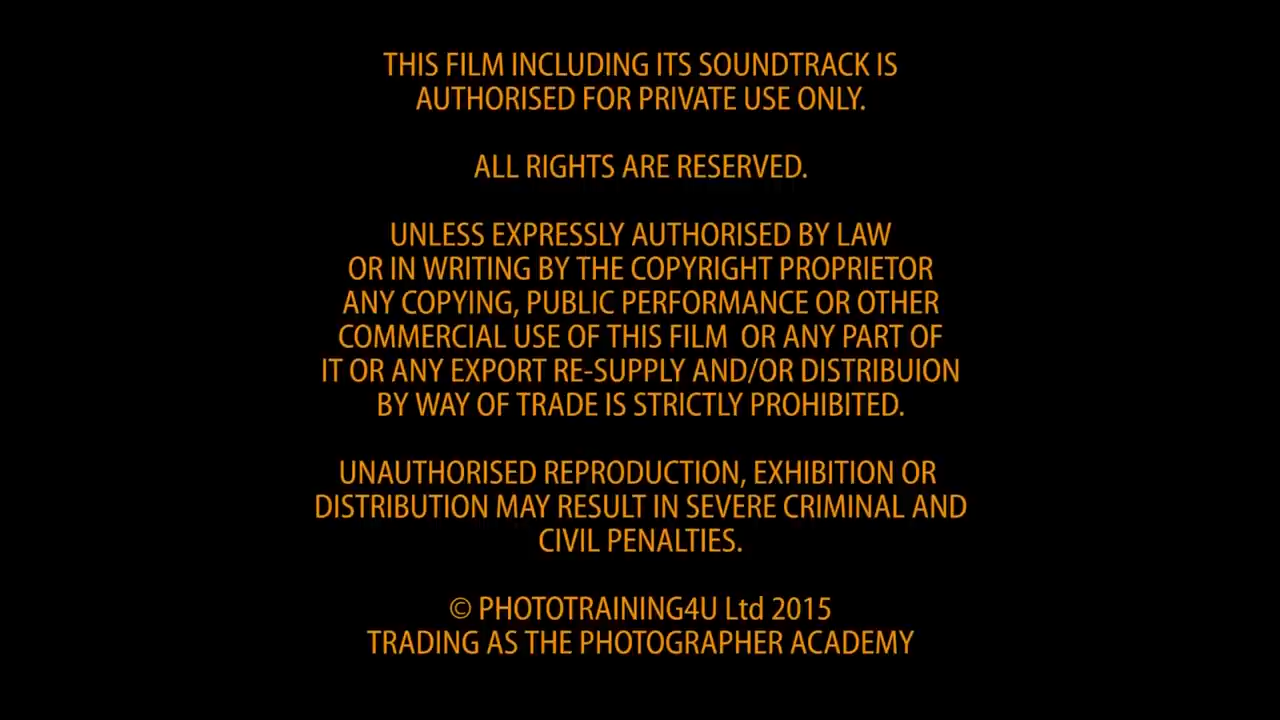 THIS FILM INCLUDING ITS SOUNDTRACK IS
AUTHORISED FOR PRIVATE USE ONLY.
ALL RIGHTS ARE RESERVED.
UNLESS EXPRESSLY AUTHORISED BY LAW
OR IN WRITING BY THE COPYRIGHT PROPRIETOR
ANY COPYING, PUBLIC PERFORMANCE OR OTHER
COMMERCIAL USE OF THIS FILM  OR ANY PART OF
IT OR ANY EXPORT RE-SUPPLY AND/OR DISTRIBUION
BY WAY OF TRADE IS STRICTLY PROHIBITED.
UNAUTHORISED REPRODUCTION, EXHIBITION OR
DISTRIBUTION MAY RESULT IN SEVERE CRIMINAL AND
CIVIL PENALTIES.
© PHOTOTRAINING4U Ltd 2015
TRADING AS THE PHOTOGRAPHER ACADEMY